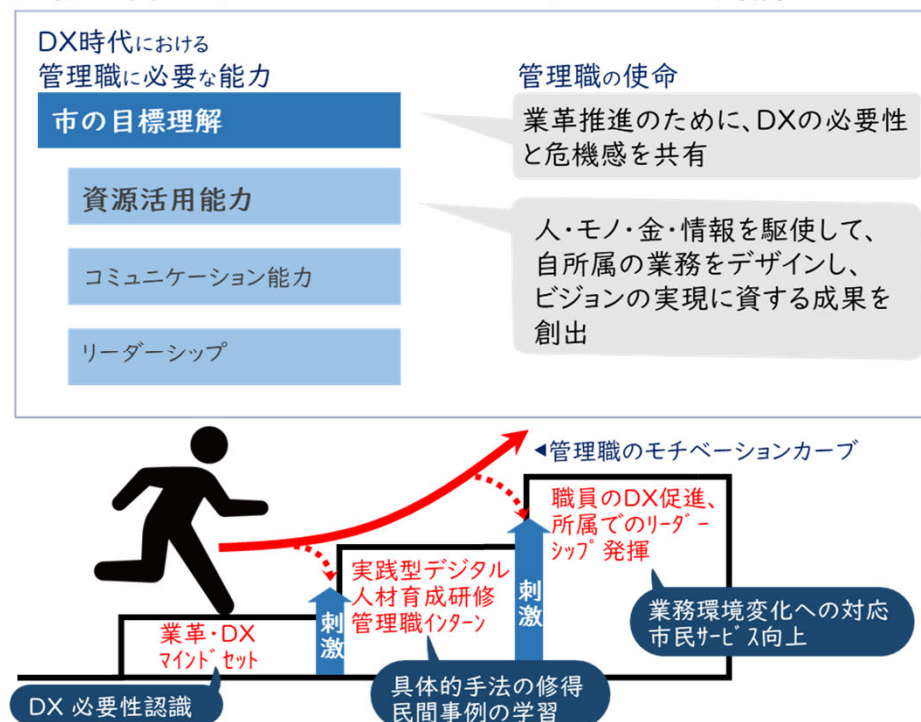 DX時代における
管理職に必要な能力
市の目標理解
資源活用能力
コミュニケーション能力
リーダーシップ
管理職の使命
業革推進のために、DXの必要性
と危機感を共有
人・モノ・金・情報を駆使して、
自所属の業務をデザインし、
ビジョンの実現に資する成果を
創出
◀管理職のモチベーションカーブ
職員のDX促進、
所属でのリーダー
シップ発揮
刺激
業務環境変化への対応
市民サービス向上
実践型デジタル
人材育成研修
管理職インターン
刺激
具体的手法の修得
民間事例の学習
業革・DX
マインドセット
DX 必要性認識